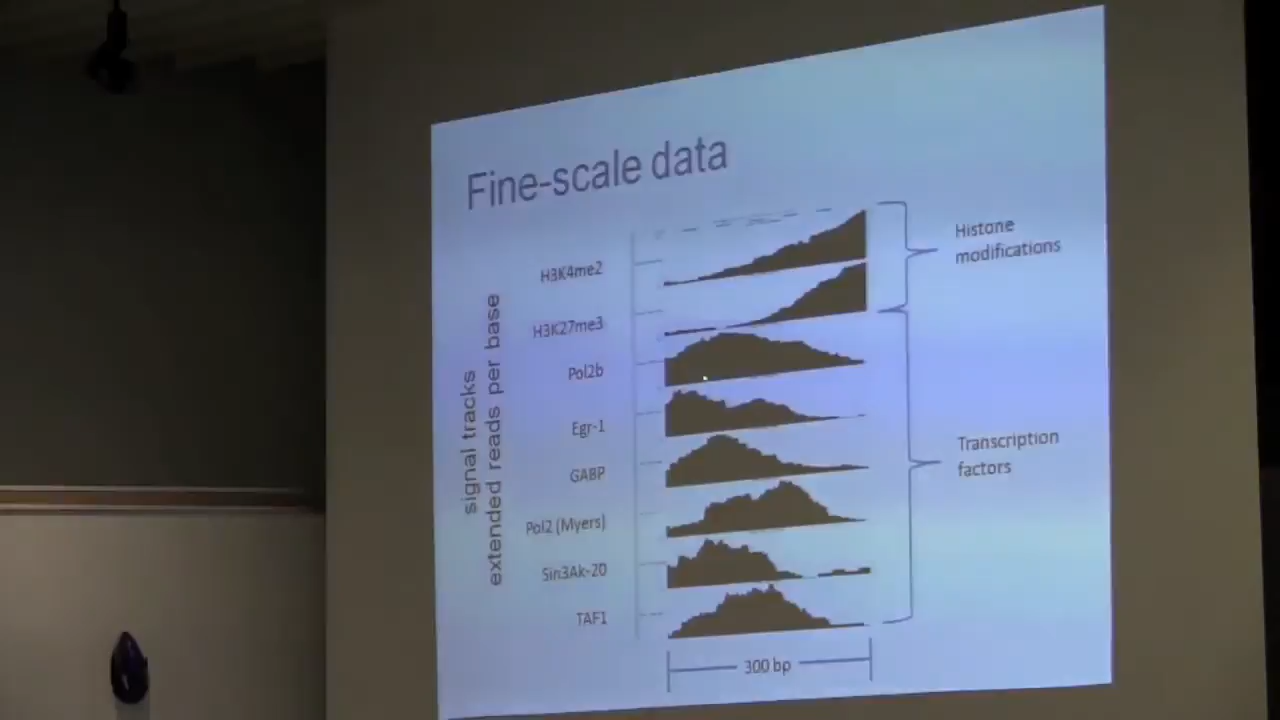 Fine-scale data
signal tracks
extended reads per base
H3K4me2
H3K27me3
Pol2b
Egr-1
GABP
Pol2 (Myers)
Sin3Ak-20
TAF1
Histone
modifications
Transcription
factors
300 bp